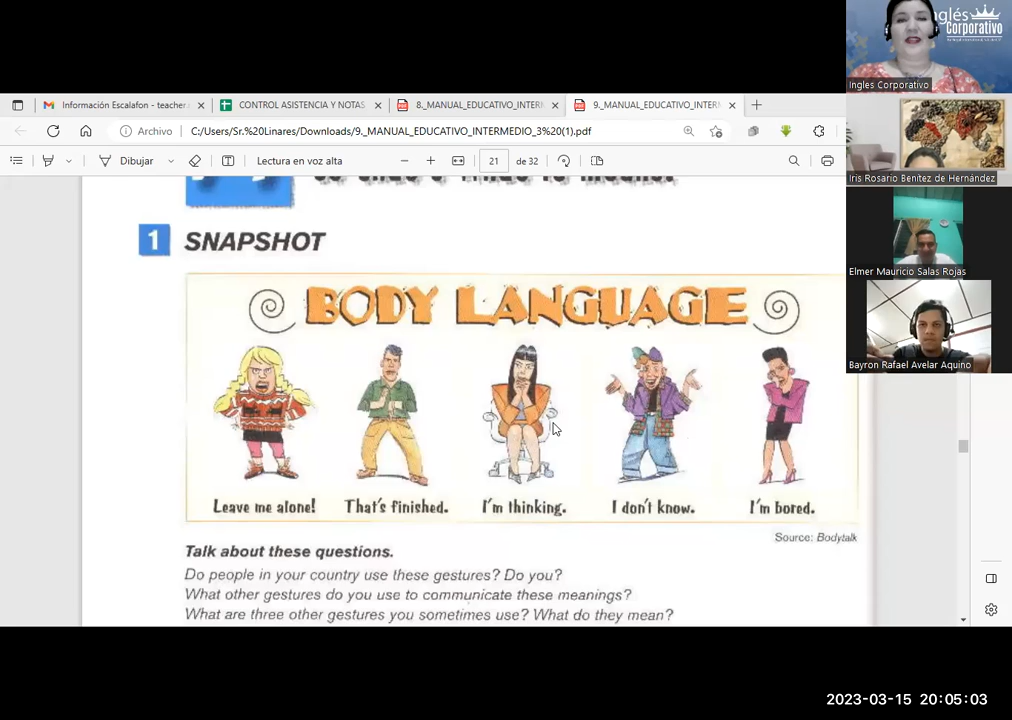 Inglés
Corporativo
Ingles Corporativo
Información Escalafon - teacher
CONTROL ASISTENCIA Y NOTAS
8._MANUAL_EDUCATIVO_INTERM
9._MANUAL_EDUCATIVO_INTERM
Archivo
C:/Users/Sr.%20Linares/Downloads/9._MANUAL_EDUCATIVO_INTERMEDIO_3%20(1).pdf
Dibujar
Lectura en voz alta
21
de 32
Iris Rosario Benítez de Hernández
Elmer Mauricio Salas Rojas
Bayron Rafael Avelar Aquino
1 SNAPSHOT
BODY LANGUAGE
Leave me alone!
That's finished.
I'm thinking.
I don't know.
I'm bored.
Source: Bodytalk
Talk about these questions.
Do people in your country use these gestures? Do you?
What other gestures do you use to communicate these meanings?
What are three other gestures you sometimes use? What do they mean?
2023-03-15 20:05:03